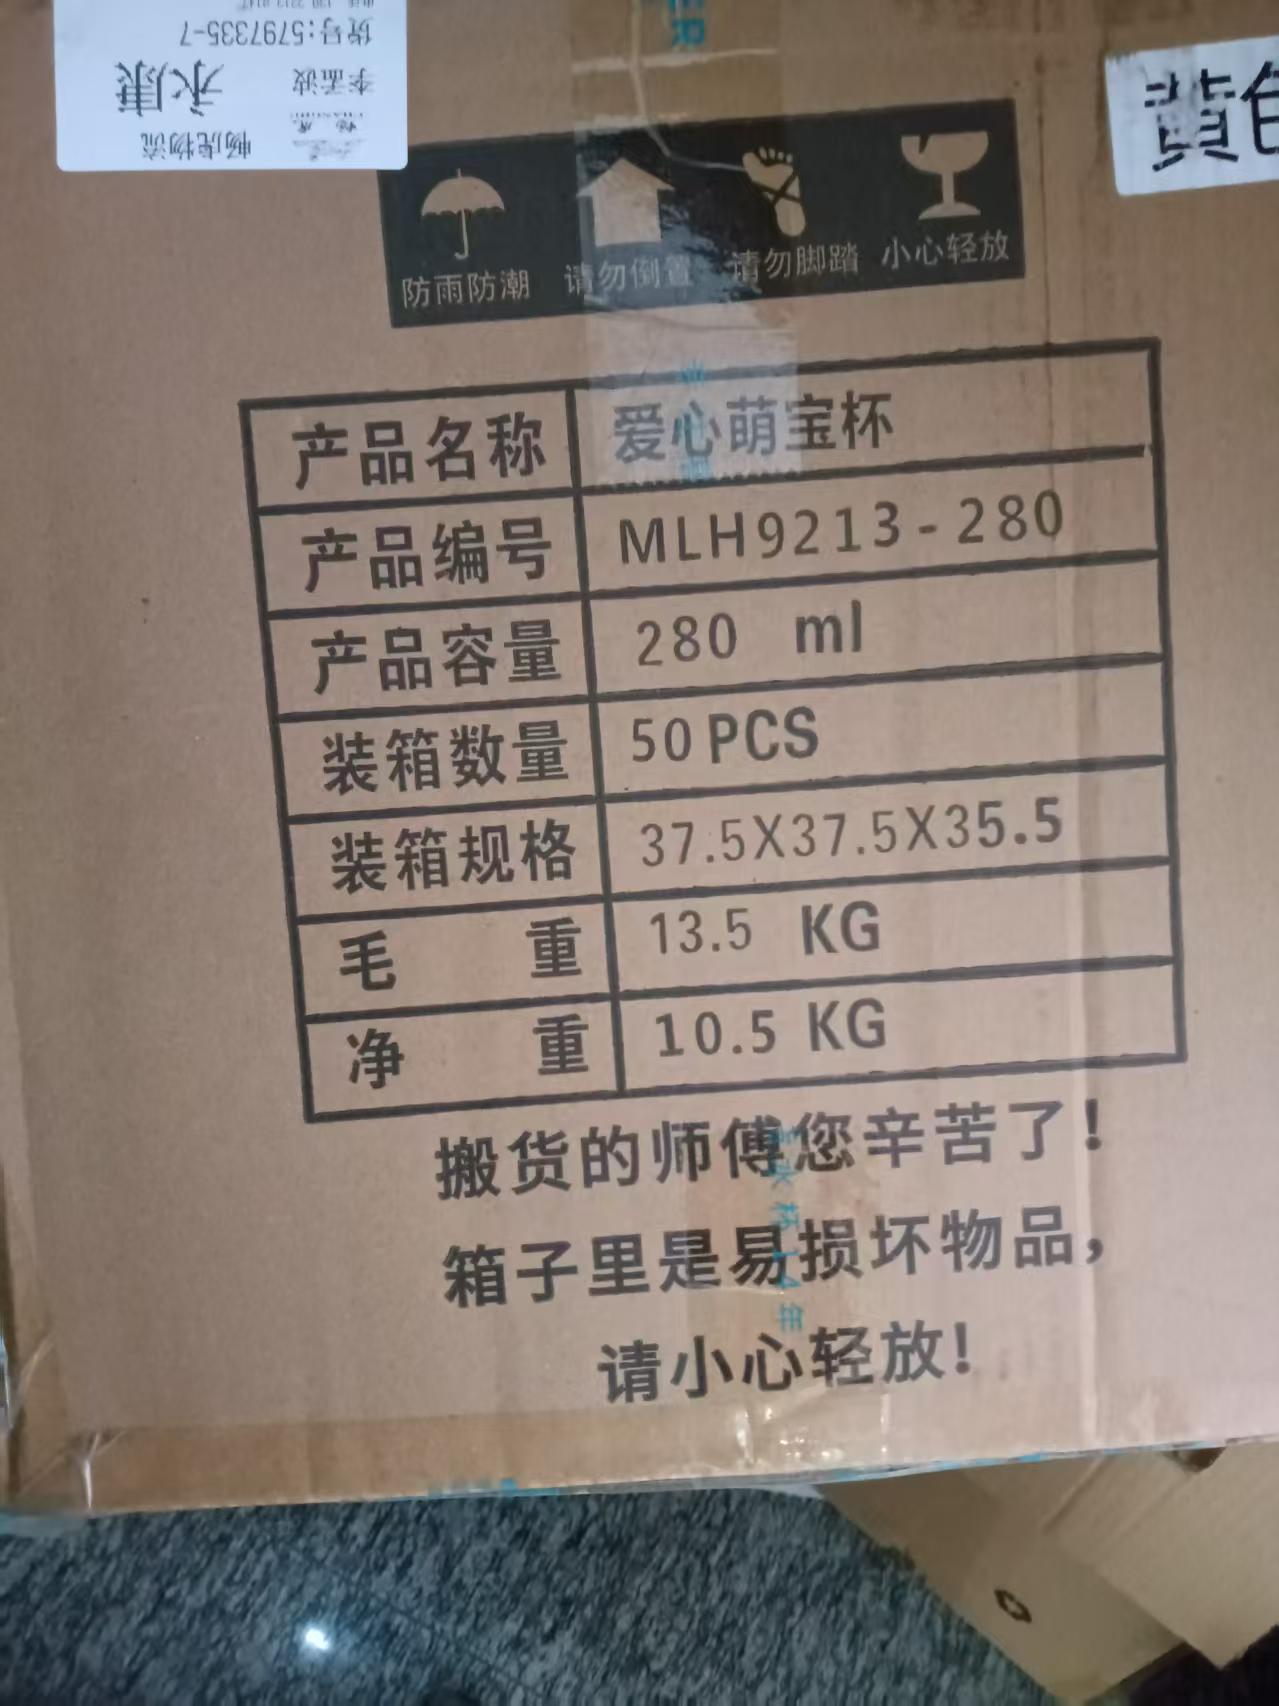 货号:5797335-7
李孟波 永康
畅虎物流
防雨防潮 请勿倒置 请勿脚踏 小心轻放
产品名称 爱心萌宝杯
产品编号 MLH9213-280
产品容量 280 ml
装箱数量 50PCS
装箱规格 37.5X37.5X35.5
毛 重 13.5 KG
净 重 10.5 KG
搬货的师傅您辛苦了!
箱子里是易损坏物品,
请小心轻放!